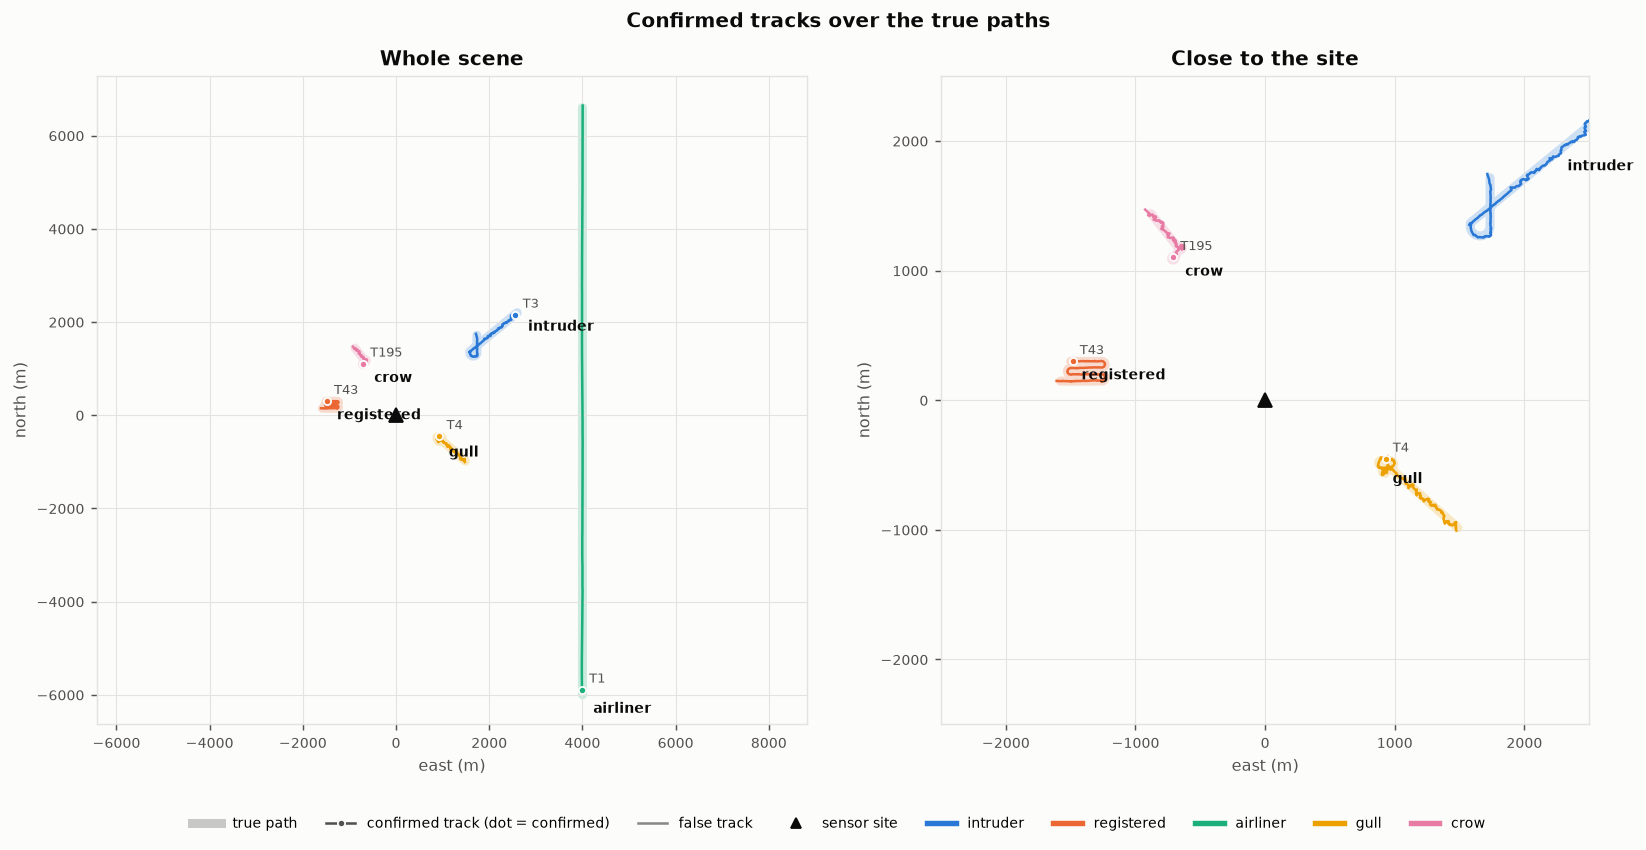 Confirmed tracks over the true paths
Whole scene
6000
4000
2000
0
−2000
−4000
−6000
north (m)
−6000
−4000
−2000
0
2000
4000
6000
8000
east (m)
T3
intruder
T195
crow
T43
registered
T4
gull
T1
airliner
Close to the site
2000
1000
0
−1000
−2000
north (m)
−2000
−1000
0
1000
2000
east (m)
intruder
T195
crow
T43
registered
T4
gull
true path
confirmed track (dot = confirmed)
false track
sensor site
intruder
registered
airliner
gull
crow